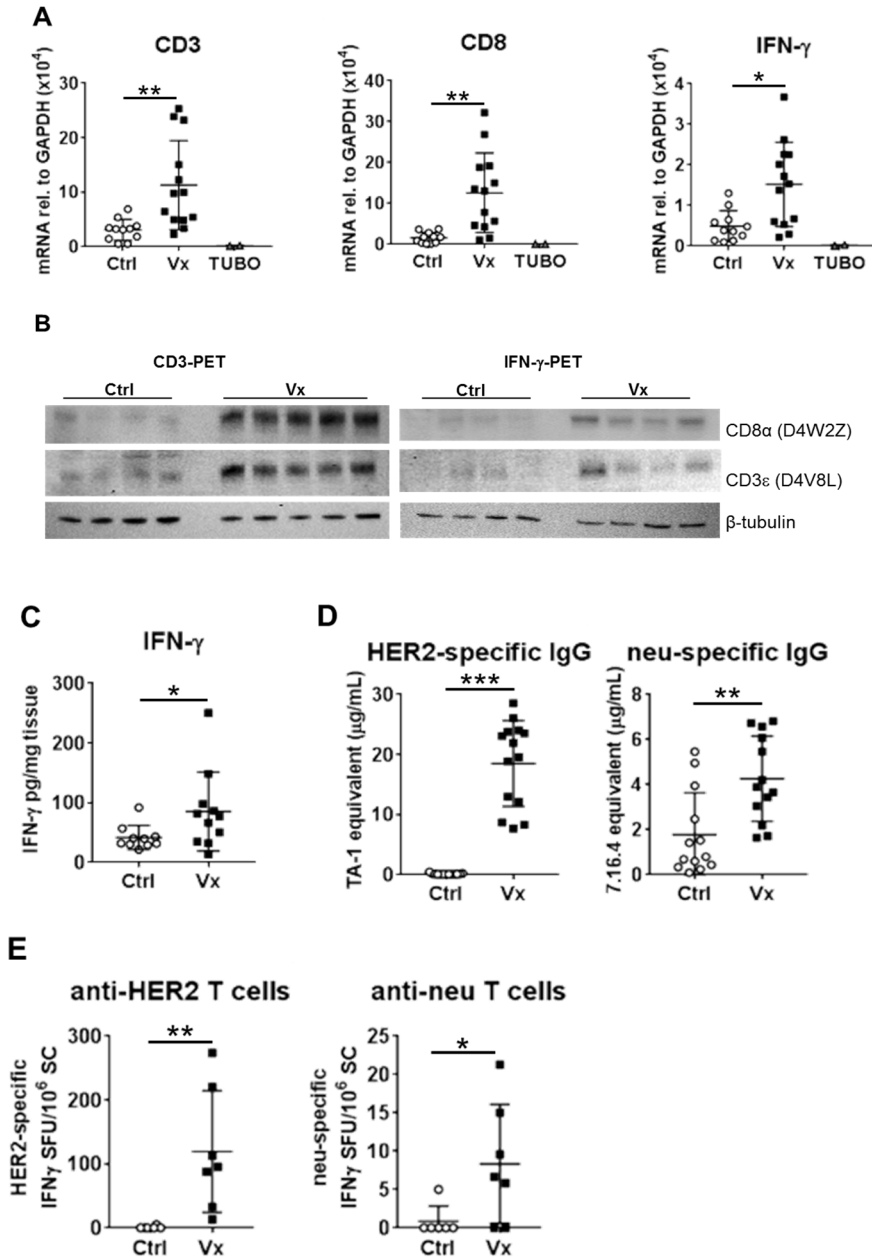 A
CD3
mRNA rel. to GAPDH (x10⁴)
30
20
10
0
**
Ctrl
Vx
TUBO
CD8
mRNA rel. to GAPDH (x10⁴)
40
30
20
10
0
**
Ctrl
Vx
TUBO
IFN-γ
mRNA rel. to GAPDH (x10⁴)
4
3
2
1
0
*
Ctrl
Vx
TUBO
B
CD3-PET
Ctrl
Vx
IFN-γ-PET
Ctrl
Vx
CD8α (D4W2Z)
CD3ε (D4V8L)
β-tubulin
C
IFN-γ
IFN-γ pg/mg tissue
300
200
100
0
*
Ctrl
Vx
D
HER2-specific IgG
TA-1 equivalent (μg/mL)
30
20
10
0
***
Ctrl
Vx
neu-specific IgG
7.16.4 equivalent (μg/mL)
8
6
4
2
0
**
Ctrl
Vx
E
anti-HER2 T cells
HER2-specific
IFNγ SFU/10⁶ SC
300
200
100
0
**
Ctrl
Vx
anti-neu T cells
neu-specific
IFNγ SFU/10⁶ SC
25
20
15
10
5
0
*
Ctrl
Vx